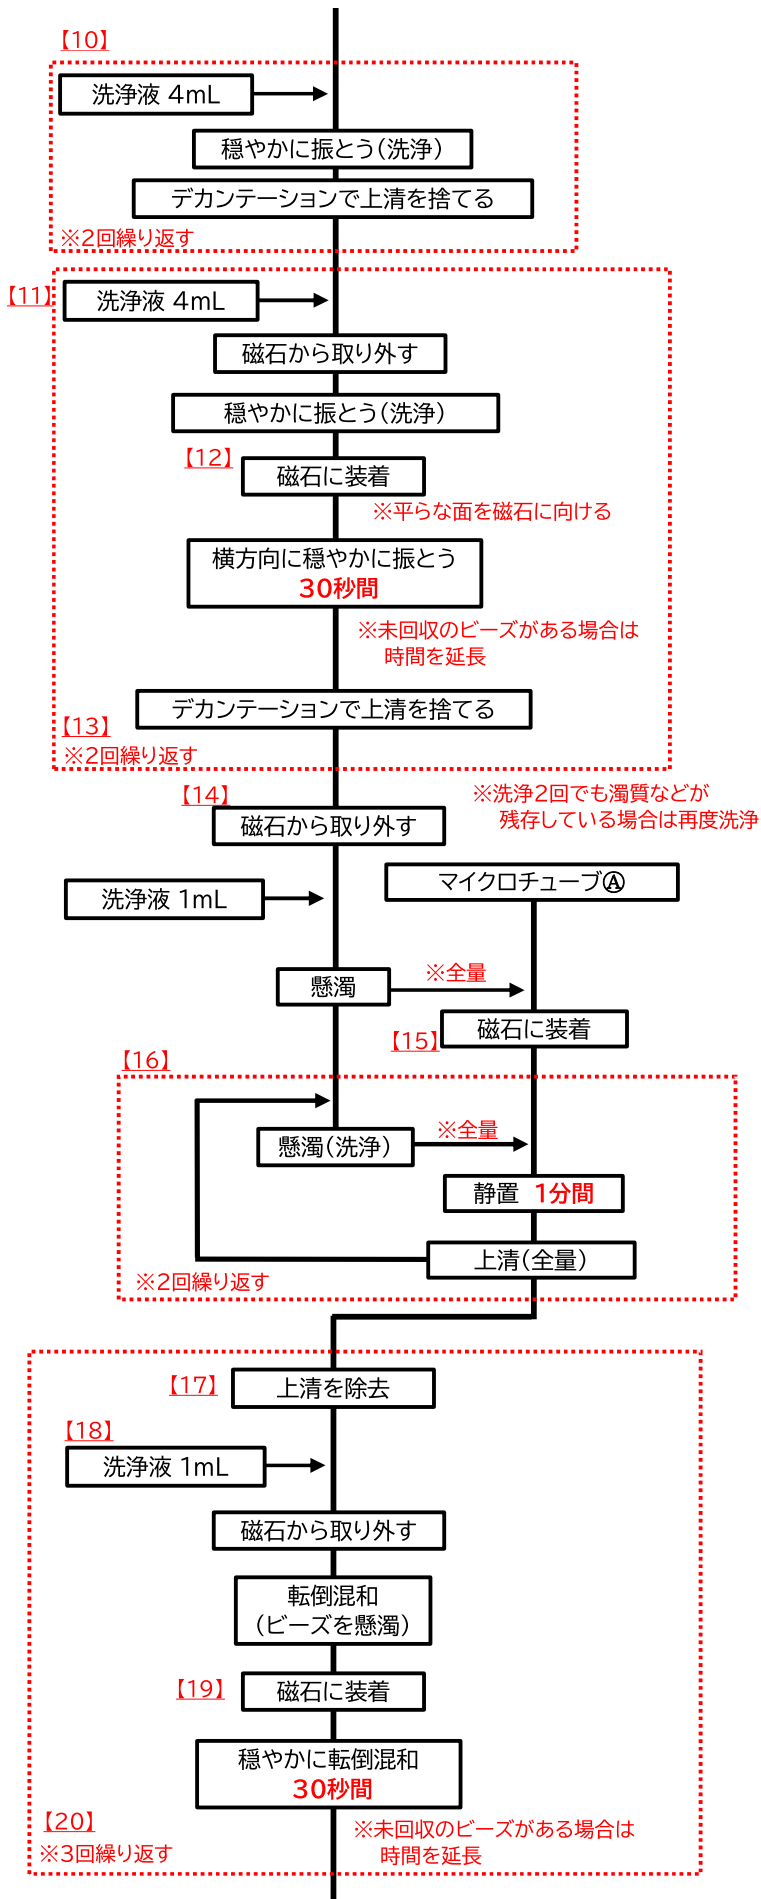 【10】
洗浄液 4mL
穏やかに振とう(洗浄)
デカンテーションで上清を捨てる
※2回繰り返す
【11】
洗浄液 4mL
磁石から取り外す
穏やかに振とう(洗浄)
【12】
磁石に装着
※平らな面を磁石に向ける
横方向に穏やかに振とう
30秒間
※未回収のビーズがある場合は
時間を延長
デカンテーションで上清を捨てる
【13】
※2回繰り返す
※洗浄2回でも濁質などが
残存している場合は再度洗浄
【14】
磁石から取り外す
マイクロチューブⒶ
洗浄液 1mL
懸濁
※全量
磁石に装着
【15】
【16】
懸濁(洗浄)
※全量
静置 1分間
上清(全量)
※2回繰り返す
【17】
上清を除去
【18】
洗浄液 1mL
磁石から取り外す
転倒混和
(ビーズを懸濁)
【19】
磁石に装着
穏やかに転倒混和
30秒間
【20】
※3回繰り返す
※未回収のビーズがある場合は
時間を延長